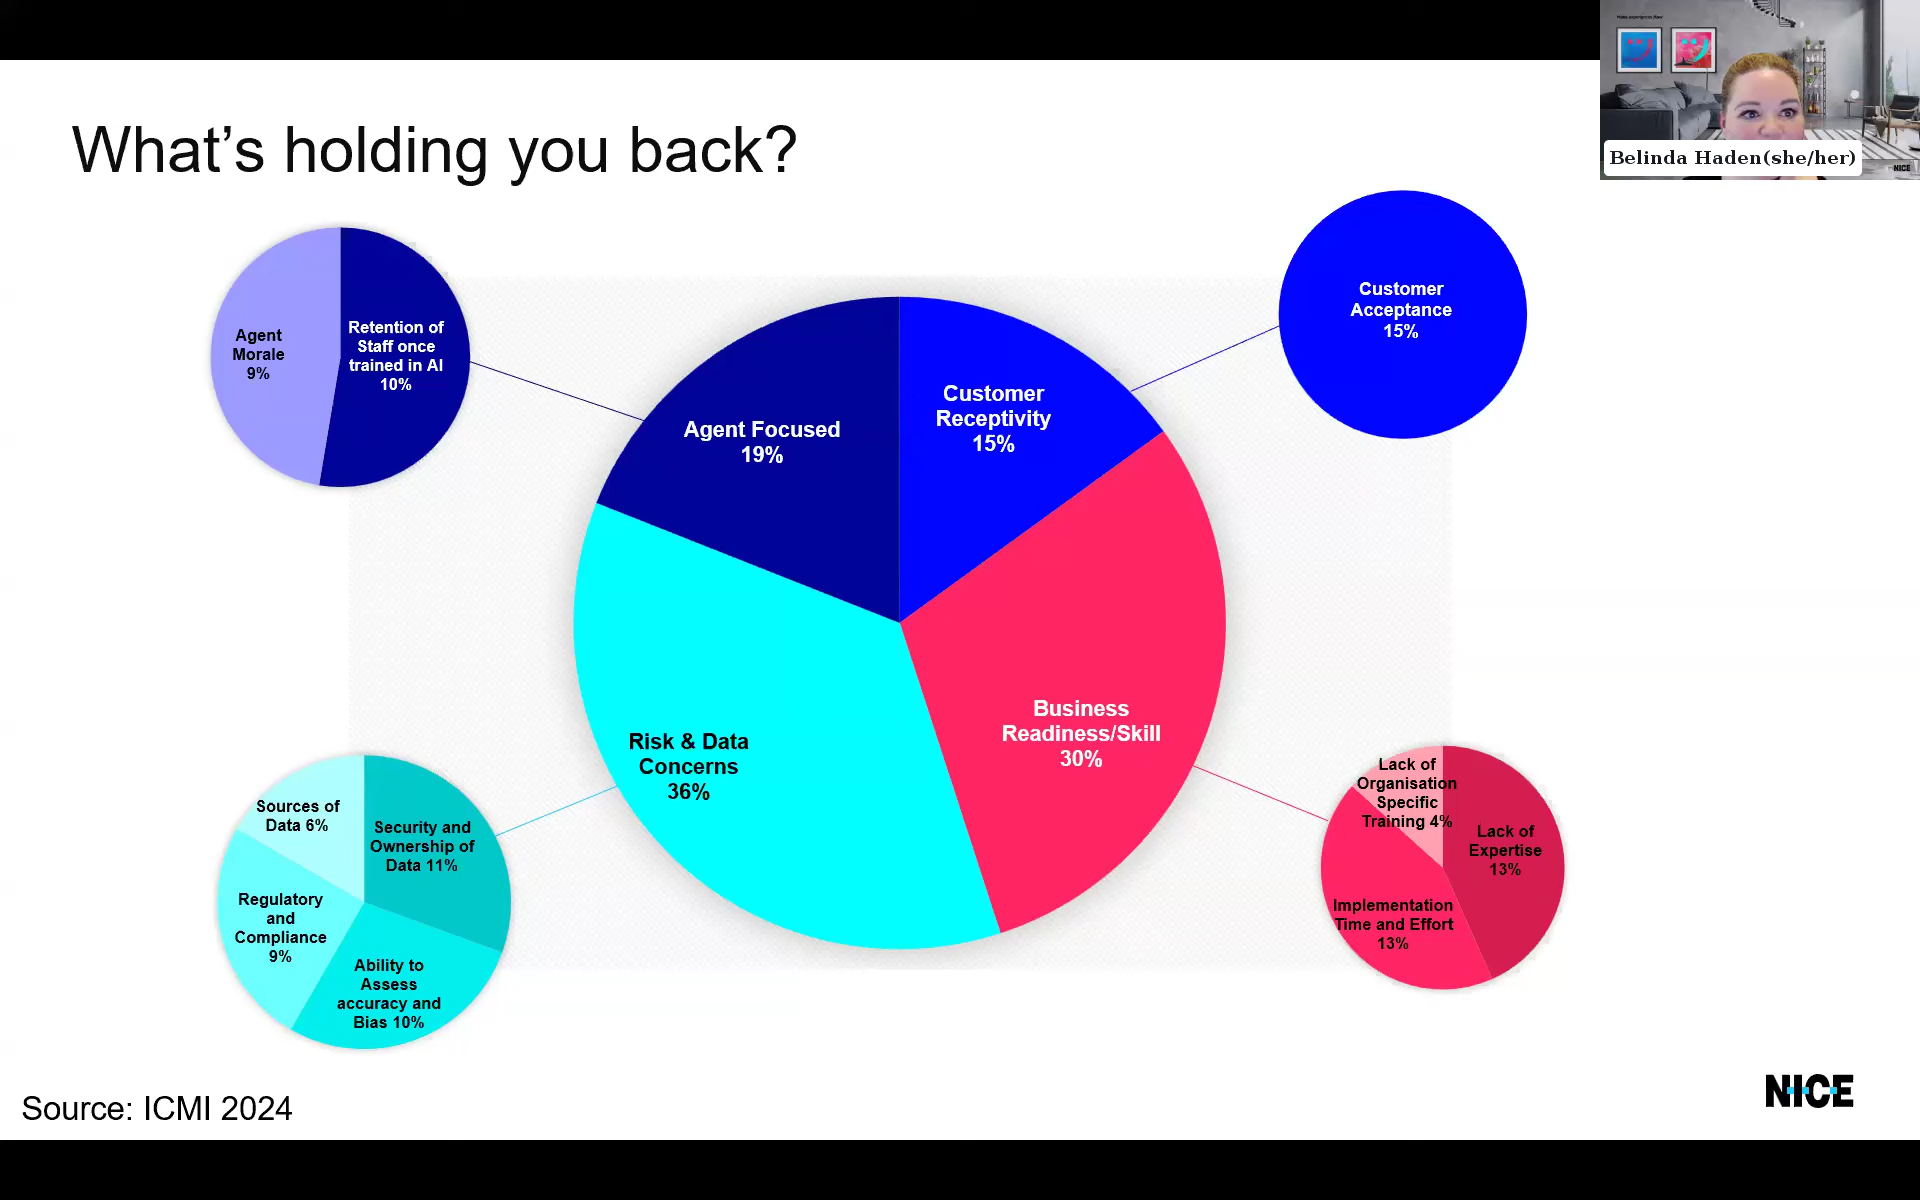 What's holding you back?
Belinda Haden(she/her)
NICE
Agent
Morale
9%
Retention of
Staff once
trained in AI
10%
Customer
Acceptance
15%
Agent Focused
19%
Customer
Receptivity
15%
Risk & Data
Concerns
36%
Business
Readiness/Skill
30%
Sources of
Data 6%
Security and
Ownership of
Data 11%
Regulatory
and
Compliance
9%
Ability to
Assess
accuracy and
Bias 10%
Lack of
Organisation
Specific
Training 4%
Lack of
Expertise
13%
Implementation
Time and Effort
13%
Source: ICMI 2024
NICE